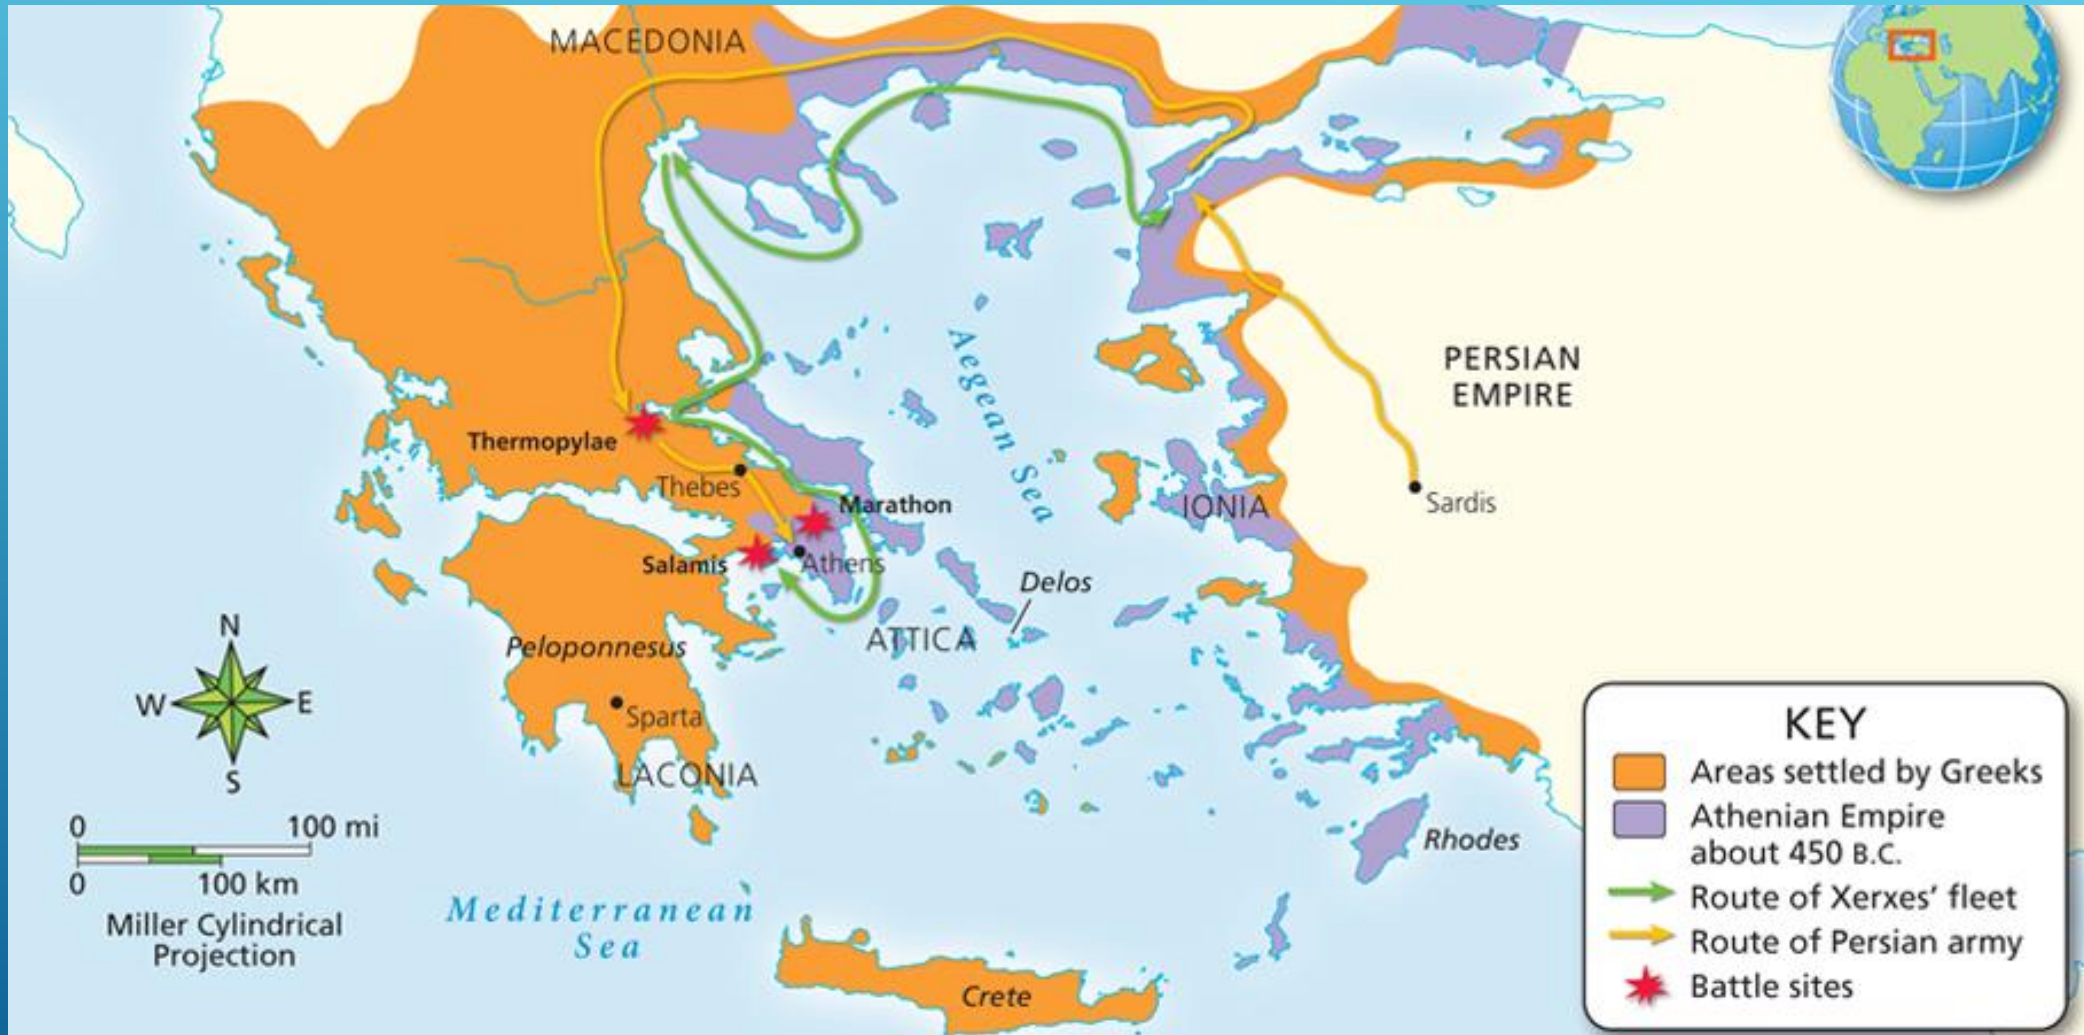 MACEDONIA
Aegean Sea
PERSIAN
EMPIRE
Thermopylae
Thebes
Marathon
IONIA
Sardis
Salamis
Athens
Delos
ATTICA
Peloponnesus
Sparta
LACONIA
Rhodes
Mediterranean
Sea
Crete
N
W
E
S
0
100 mi
0
100 km
Miller Cylindrical
Projection
KEY
Areas settled by Greeks
Athenian Empire
about 450 B.C.
Route of Xerxes' fleet
Route of Persian army
Battle sites